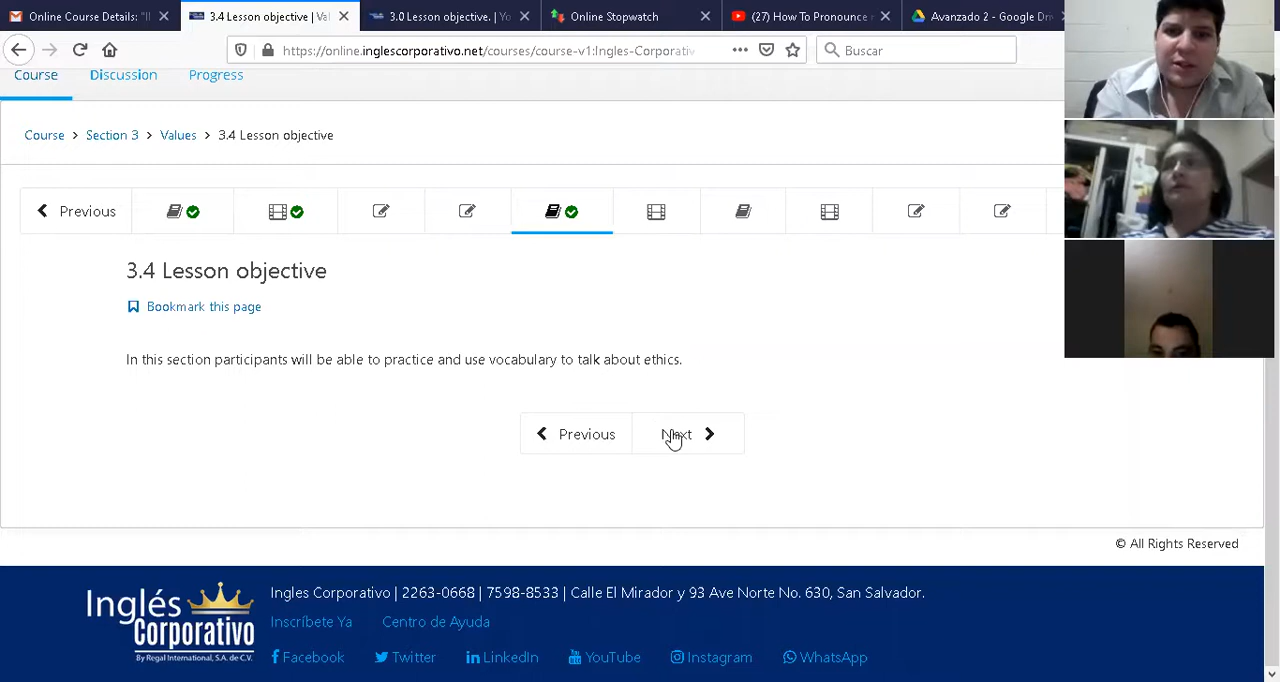 Online Course Details: "I
3.4 Lesson objective | Val
3.0 Lesson objective. | Yo
Online Stopwatch
(27) How To Pronounce
Avanzado 2 - Google Dri
https://online.inglescorporativo.net/courses/course-v1:Ingles-Corporativ
Buscar
Course
Discussion
Progress
Course > Section 3 > Values > 3.4 Lesson objective
Previous
3.4 Lesson objective
Bookmark this page
In this section participants will be able to practice and use vocabulary to talk about ethics.
Previous
Next
© All Rights Reserved
Inglés Corporativo
By Regal International, S.A. de C.V.
Ingles Corporativo | 2263-0668 | 7598-8533 | Calle El Mirador y 93 Ave Norte No. 630, San Salvador.
Inscríbete Ya
Centro de Ayuda
Facebook
Twitter
LinkedIn
YouTube
Instagram
WhatsApp